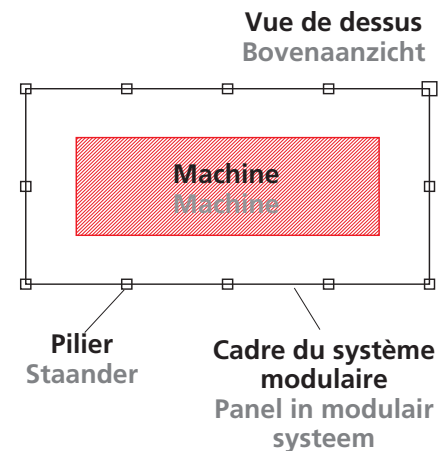 Vue de dessus
Bovenaanzicht
Machine
Machine
Pilier
Staander
Cadre du système
modulaire
Panel in modulair
systeem